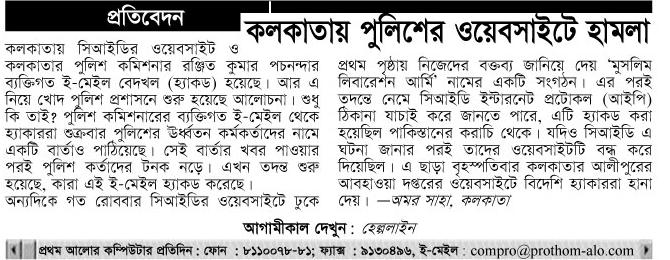 প্রতিবেদন
কলকাতায় পুলিশের ওয়েবসাইটে হামলা
কলকাতায় সিআইডির ওয়েবসাইট ও
কলকাতার পুলিশ কমিশনার রঞ্জিত কুমার পচনন্দার
ব্যক্তিগত ই-মেইল বেদখল (হ্যাকড) হয়েছে। আর এ
নিয়ে খোদ পুলিশ প্রশাসনে শুরু হয়েছে আলোচনা। শুধু
কি তাই? পুলিশ কমিশনারের ব্যক্তিগত ই-মেইল থেকে
হ্যাকাররা শুক্রবার পুলিশের ঊর্ধ্বতন কর্মকর্তাদের নামে
একটি বার্তাও পাঠিয়েছে। সেই বার্তার খবর পাওয়ার
পরই পুলিশ কর্তাদের টনক নড়ে। এখন তদন্ত শুরু
হয়েছে, কারা এই ই-মেইল হ্যাকড করেছে।
অন্যদিকে গত রোববার সিআইডির ওয়েবসাইটে ঢুকে
প্রথম পৃষ্ঠায় নিজেদের বক্তব্য জানিয়ে দেয় ‘মুসলিম
লিবারেশন আর্মি’ নামের একটি সংগঠন। এর পরই
তদন্তে নেমে সিআইডি ইন্টারনেট প্রটোকল (আইপি)
ঠিকানা যাচাই করে জানতে পারে, এটি হ্যাকড করা
হয়েছিল পাকিস্তানের করাচি থেকে। যদিও সিআইডি এ
ঘটনা জানার পরই তাদের ওয়েবসাইটটি বন্ধ করে
দিয়েছিল। এ ছাড়া বৃহস্পতিবার কলকাতার আলীপুরের
আবহাওয়া দপ্তরের ওয়েবসাইটে বিদেশি হ্যাকাররা হানা
দেয়। —অমর সাহা, কলকাতা
আগামীকাল দেখুন : হেল্পলাইন
প্রথম আলোর কম্পিউটার প্রতিদিন : ফোন : ৮১১০০৭৮-৮১; ফ্যাক্স : ৯১৩০৪৯৬, ই-মেইল : compro@prothom-alo.com